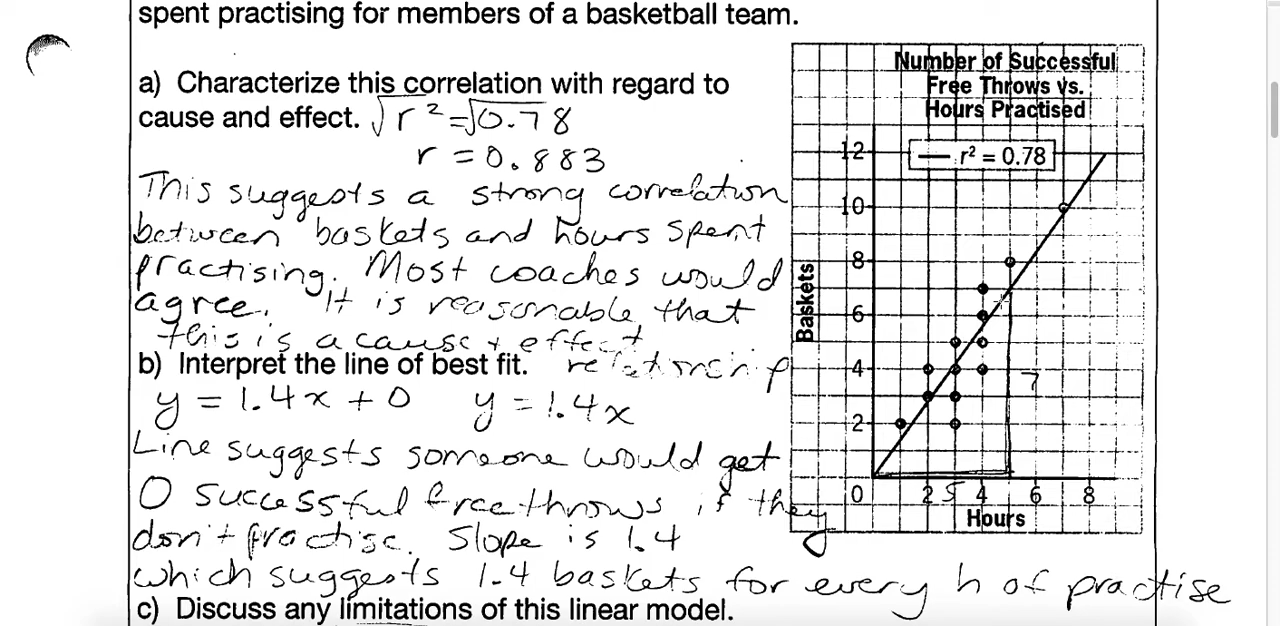 spent practising for members of a basketball team.
a) Characterize this correlation with regard to
cause and effect. √r² = √0.78
r = 0.883
This suggests a strong correlation
between baskets and hours spent
practising. Most coaches would
agree. It is reasonable that
this is a cause + effect
relationship
b) Interpret the line of best fit.
y = 1.4x + 0 y = 1.4x
Line suggests someone would get
0 successful free throws if they
don't practise. Slope is 1.4
which suggests 1.4 baskets for every h of practise
c) Discuss any limitations of this linear model.
Number of Successful
Free Throws vs.
Hours Practised
r² = 0.78
12
10
8
6
4
2
Baskets
7
0 2 5 4 6 8
Hours